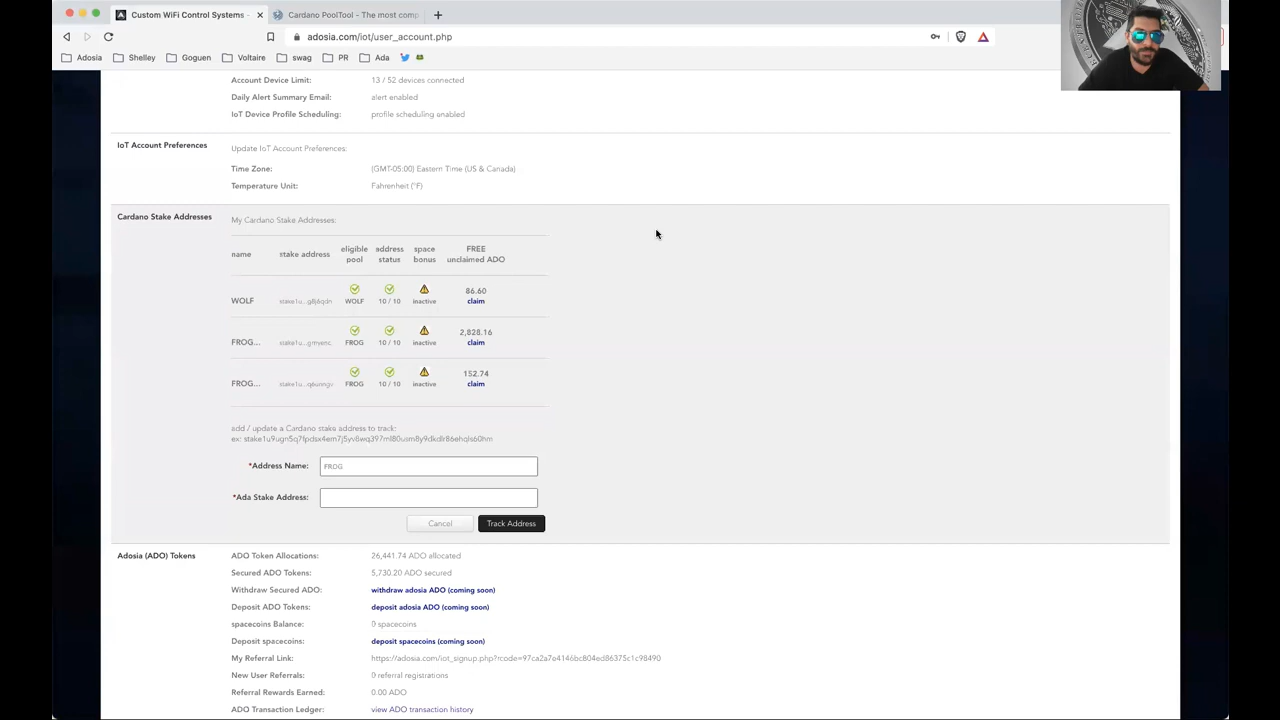 Custom WiFi Control Systems - × Cardano PoolTool - The most comp +
adosia.com/iot/user_account.php
Adosia Shelley Goguen Voltaire swag PR Ada
Account Device Limit: 13 / 52 devices connected
Daily Alert Summary Email: alert enabled
IoT Device Profile Scheduling: profile scheduling enabled
IoT Account Preferences Update IoT Account Preferences:
Time Zone: (GMT-05:00) Eastern Time (US & Canada)
Temperature Unit: Fahrenheit (°F)
Cardano Stake Addresses My Cardano Stake Addresses:
name stake address eligible pool address status space bonus FREE unclaimed ADO
86.60
WOLF WOLF 10 / 10 inactive claim
2,828.16
FROG... FROG 10 / 10 inactive claim
152.74
FROG... FROG 10 / 10 inactive claim
add / update a Cardano stake address to track:
*Address Name: FROG
*Ada Stake Address:
Cancel Track Address
Adosia (ADO) Tokens ADO Token Allocations: 26,441.74 ADO allocated
Secured ADO Tokens: 5,730.20 ADO secured
Withdraw Secured ADO: withdraw adosia ADO (coming soon)
Deposit ADO Tokens: deposit adosia ADO (coming soon)
spacecoins Balance: 0 spacecoins
Deposit spacecoins: deposit spacecoins (coming soon)
My Referral Link: https://adosia.com/iot_signup.php?rcode=97ca2a7e4146bc804ed86375c1c98490
New User Referrals: 0 referral registrations
Referral Rewards Earned: 0.00 ADO
ADO Transaction Ledger: view ADO transaction history